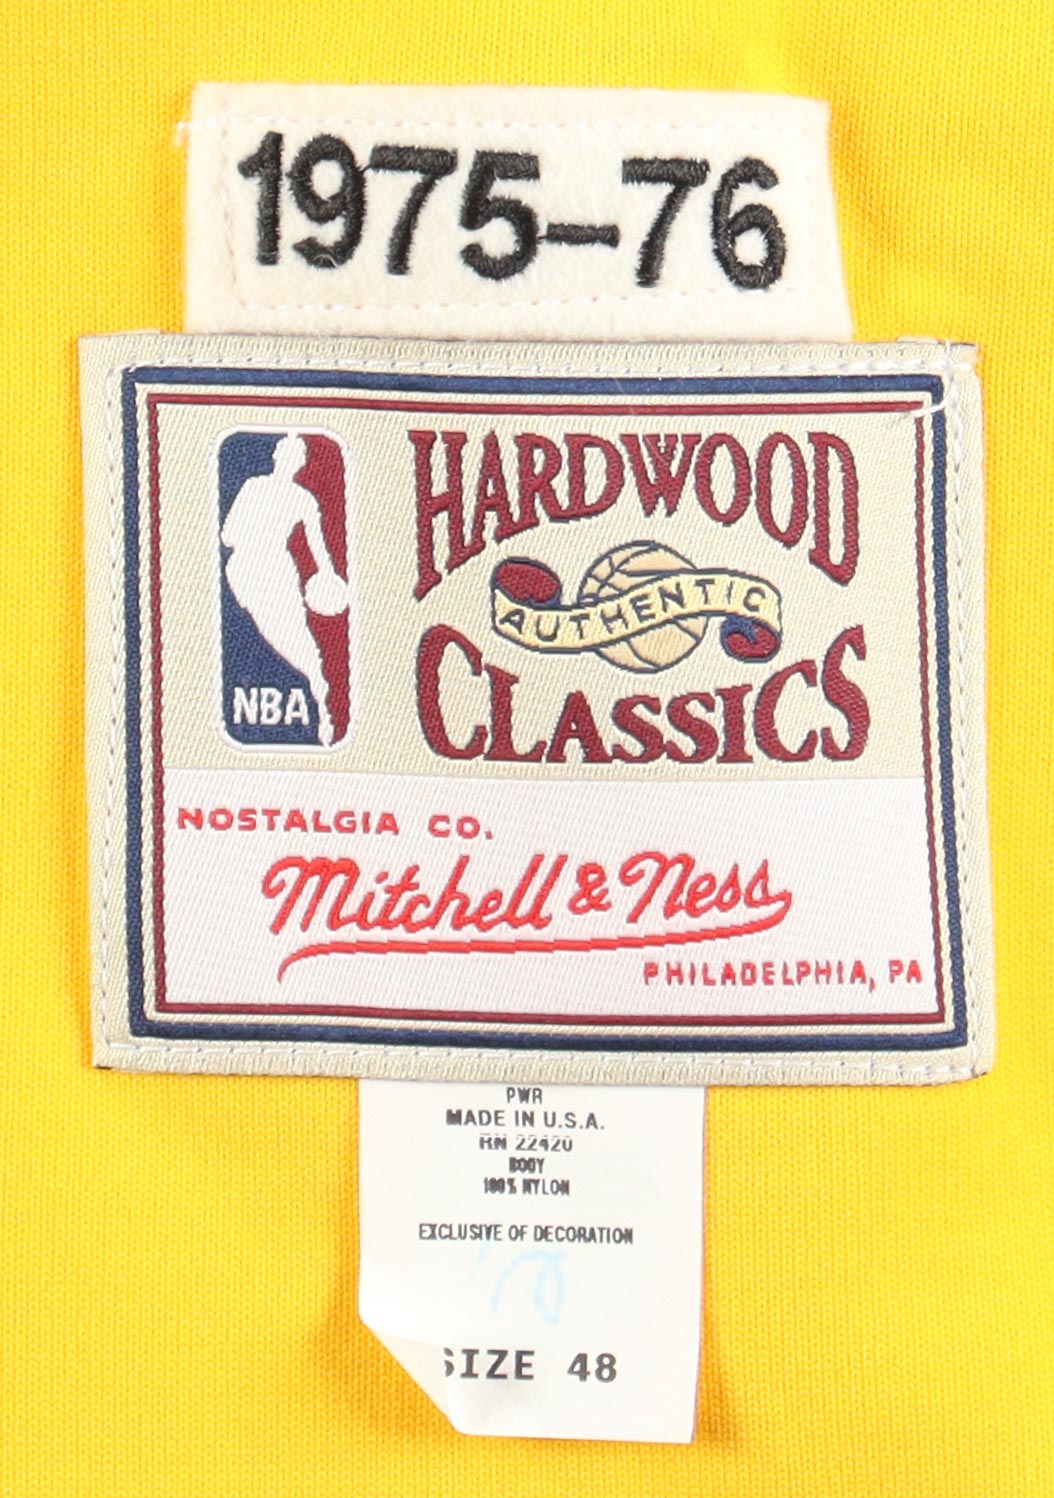 1975-76
NBA
HARDWOOD
AUTHENTIC
CLASSICS
NOSTALGIA CO.
Mitchell & Ness
PHILADELPHIA, PA
PWR
MADE IN U.S.A.
RN 22420
BODY
100% NYLON
EXCLUSIVE OF DECORATION
SIZE 48